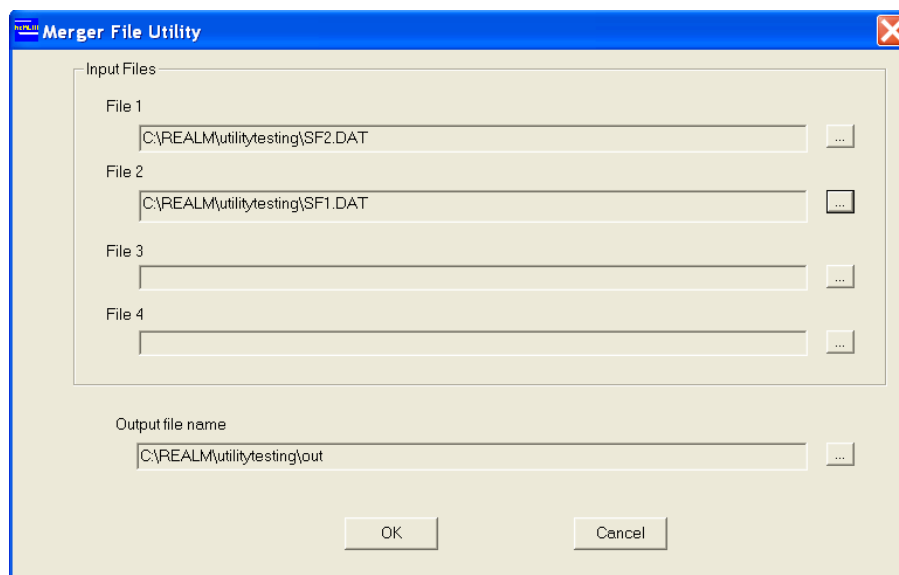 Merger File Utility
Input Files
File 1
C:\REALM\utilitytesting\SF2.DAT
...
File 2
C:\REALM\utilitytesting\SF1.DAT
...
File 3
...
File 4
...
Output file name
C:\REALM\utilitytesting\out
...
OK
Cancel